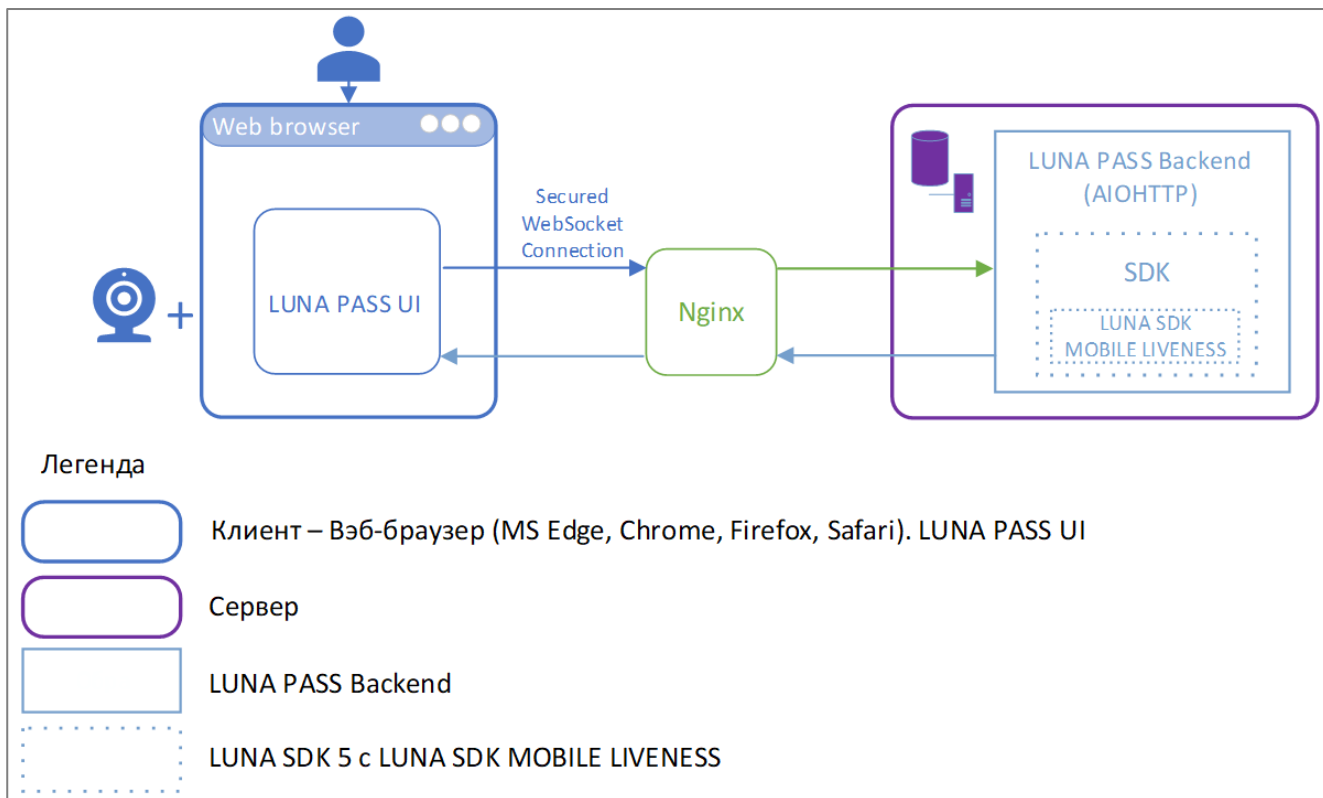 Web browser
LUNA PASS UI
Secured
WebSocket
Connection
Nginx
LUNA PASS Backend
(AIOHTTP)
SDK
LUNA SDK
MOBILE LIVENESS
Легенда
Клиент – Вэб-браузер (MS Edge, Chrome, Firefox, Safari). LUNA PASS UI
Сервер
LUNA PASS Backend
LUNA SDK 5 с LUNA SDK MOBILE LIVENESS